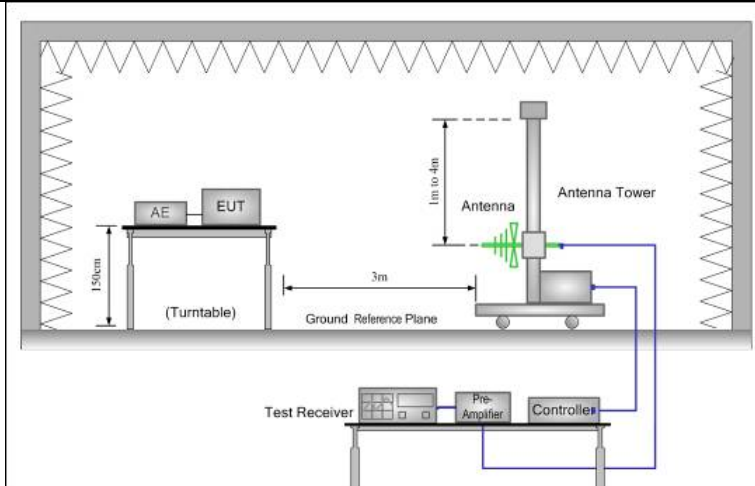 1m to 4m
Antenna Tower
Antenna
AE
EUT
150cm
(Turntable)
3m
Ground Reference Plane
Test Receiver
Pre-
Amplifier
Controller